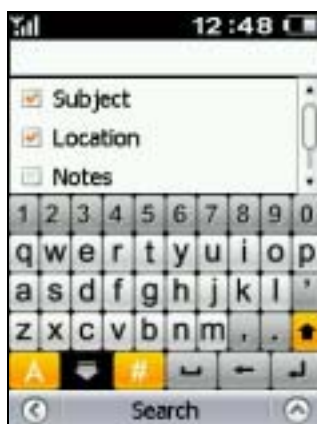 12:48
Subject
Location
Notes
1 2 3 4 5 6 7 8 9 0
q w e r t y u i o p
a s d f g h j k l '
z x c v b n m , .
A #
Search